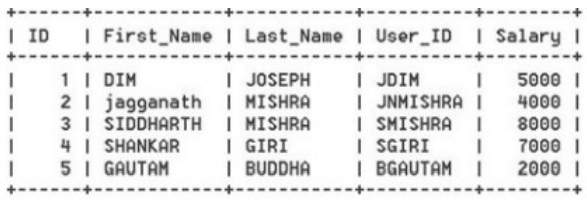 +------+------------+-----------+----------+--------+
| ID | First_Name | Last_Name | User_ID | Salary |
+------+------------+-----------+----------+--------+
| 1 | DIM | JOSEPH | JDIM | 5000 |
| 2 | jagganath | MISHRA | JNMISHRA | 4000 |
| 3 | SIDDHARTH | MISHRA | SMISHRA | 8000 |
| 4 | SHANKAR | GIRI | SGIRI | 7000 |
| 5 | GAUTAM | BUDDHA | BGAUTAM | 2000 |
+------+------------+-----------+----------+--------+